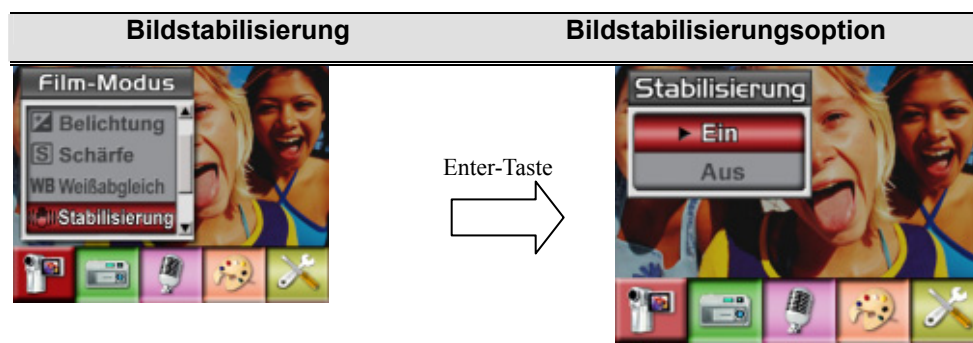 Bildstabilisierung
Bildstabilisierungsoption
Film-Modus
Belichtung
S Schärfe
WB Weißabgleich
Stabilisierung
Enter-Taste
Stabilisierung
Ein
Aus